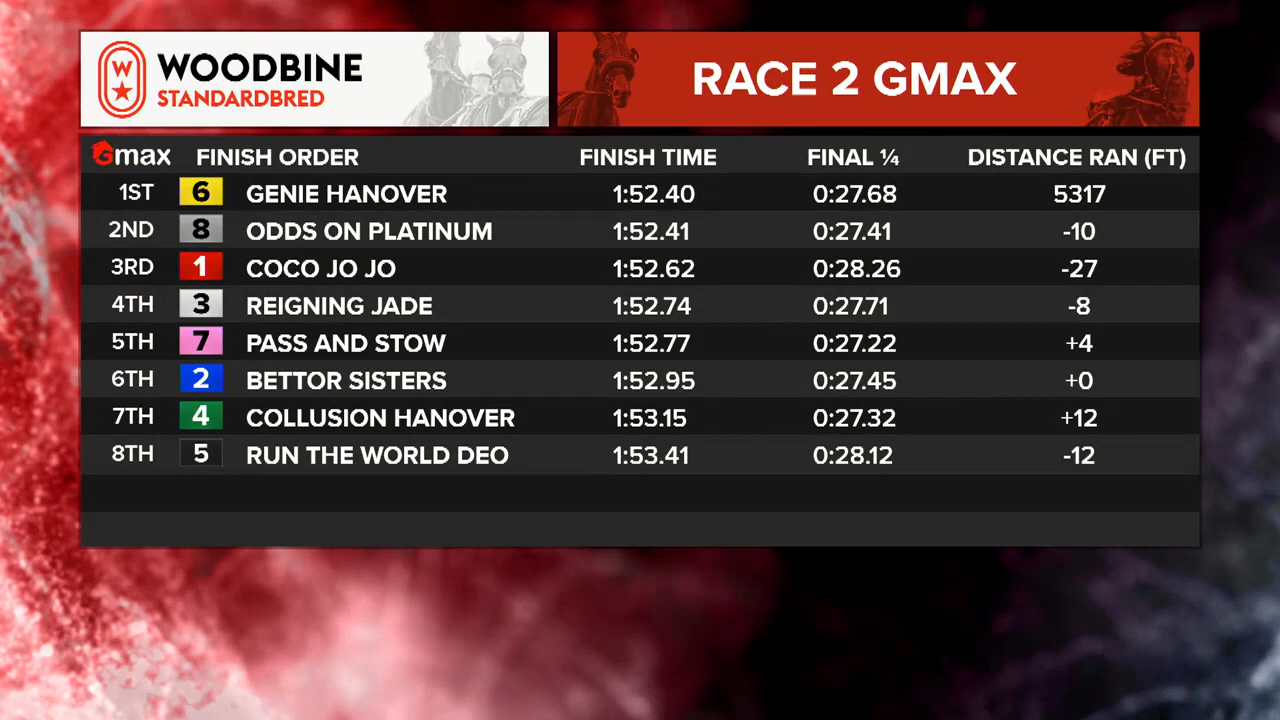 W WOODBINE
STANDARDBRED
RACE 2 GMAX
Gmax FINISH ORDER FINISH TIME FINAL ¼ DISTANCE RAN (FT)
1ST 6 GENIE HANOVER 1:52.40 0:27.68 5317
2ND 8 ODDS ON PLATINUM 1:52.41 0:27.41 -10
3RD 1 COCO JO JO 1:52.62 0:28.26 -27
4TH 3 REIGNING JADE 1:52.74 0:27.71 -8
5TH 7 PASS AND STOW 1:52.77 0:27.22 +4
6TH 2 BETTOR SISTERS 1:52.95 0:27.45 +0
7TH 4 COLLUSION HANOVER 1:53.15 0:27.32 +12
8TH 5 RUN THE WORLD DEO 1:53.41 0:28.12 -12